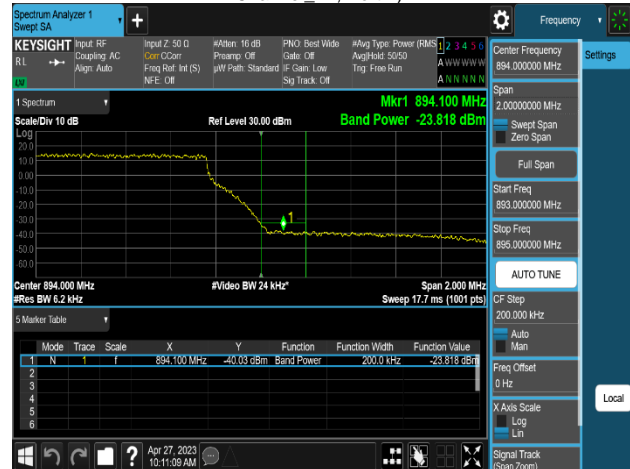 Spectrum Analyzer 1
Swept SA
+
Frequency
KEYSIGHT
RL
Input: RF
Coupling: AC
Align: Auto
Input Z: 50 Ω
Corr CCorr
Freq Ref: Int (S)
NFE: Off
#Atten: 16 dB
Preamp: Off
µW Path: Standard
PNO: Best Wide
Gate: Off
IF Gain: Low
Sig Track: Off
#Avg Type: Power (RMS
Avg|Hold: 50/50
Trig: Free Run
1 2 3 4 5 6
A W W W W W
A N N N N N
1 Spectrum
Scale/Div 10 dB
Ref Level 30.00 dBm
Mkr1 894.100 MHz
Band Power -23.818 dBm
Log
20.0
10.0
0.00
-10.0
-20.0
-30.0
-40.0
-50.0
-60.0
1
Center 894.000 MHz
#Res BW 6.2 kHz
#Video BW 24 kHz*
Span 2.000 MHz
Sweep 17.7 ms (1001 pts)
5 Marker Table
Mode Trace Scale X Y Function Function Width Function Value
1 N 1 f 894.100 MHz -40.03 dBm Band Power 200.0 kHz -23.818 dBm
2
3
4
5
6
?
Apr 27, 2023
10:11:09 AM
Center Frequency
894.000000 MHz
Settings
Span
2.00000000 MHz
Swept Span
Zero Span
Full Span
Start Freq
893.000000 MHz
Stop Freq
895.000000 MHz
AUTO TUNE
CF Step
200.000 kHz
Auto
Man
Freq Offset
0 Hz
Local
X Axis Scale
Log
Lin
Signal Track
(Span Zoom)